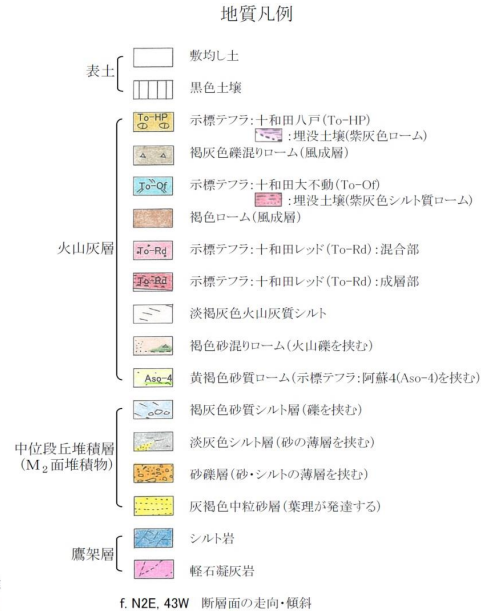 地質凡例
表土
敷均し土
黒色土壌
火山灰層
To-HP
示標テフラ:十和田八戸(To-HP)
:埋没土壌(紫灰色ローム)
褐灰色礫混りローム(風成層)
To-Of
示標テフラ:十和田大不動(To-Of)
:埋没土壌(紫灰色シルト質ローム)
褐色ローム(風成層)
To-Rd
示標テフラ:十和田レッド(To-Rd):混合部
To-Rd
示標テフラ:十和田レッド(To-Rd):成層部
淡褐灰色火山灰質シルト
褐色砂混りローム(火山礫を挟む)
Aso-4
黄褐色砂質ローム(示標テフラ:阿蘇4(Aso-4)を挟む)
中位段丘堆積層
(M₂面堆積物)
褐灰色砂質シルト層(礫を挟む)
淡灰色シルト層(砂の薄層を挟む)
砂礫層(砂・シルトの薄層を挟む)
灰褐色中粒砂層(葉理が発達する)
鷹架層
シルト岩
軽石凝灰岩
f. N2E, 43W 断層面の走向・傾斜